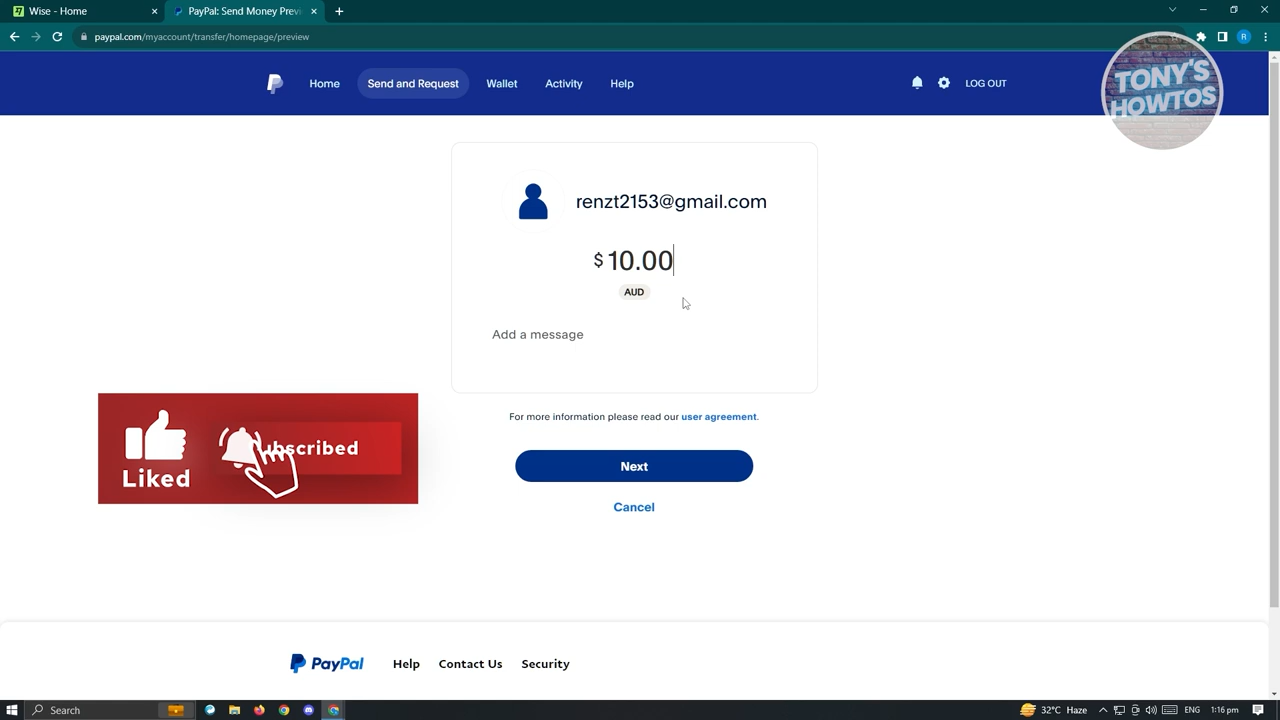 Wise - Home
PayPal: Send Money Previ
paypal.com/myaccount/transfer/homepage/preview
R
Home
Send and Request
Wallet
Activity
Help
LOG OUT
TONY'S
HOWTOS
renzt2153@gmail.com
$ 10.00
AUD
Add a message
For more information please read our user agreement.
Liked
ubscribed
Next
Cancel
PayPal
Help
Contact Us
Security
Search
32°C Haze
ENG
1:16 pm